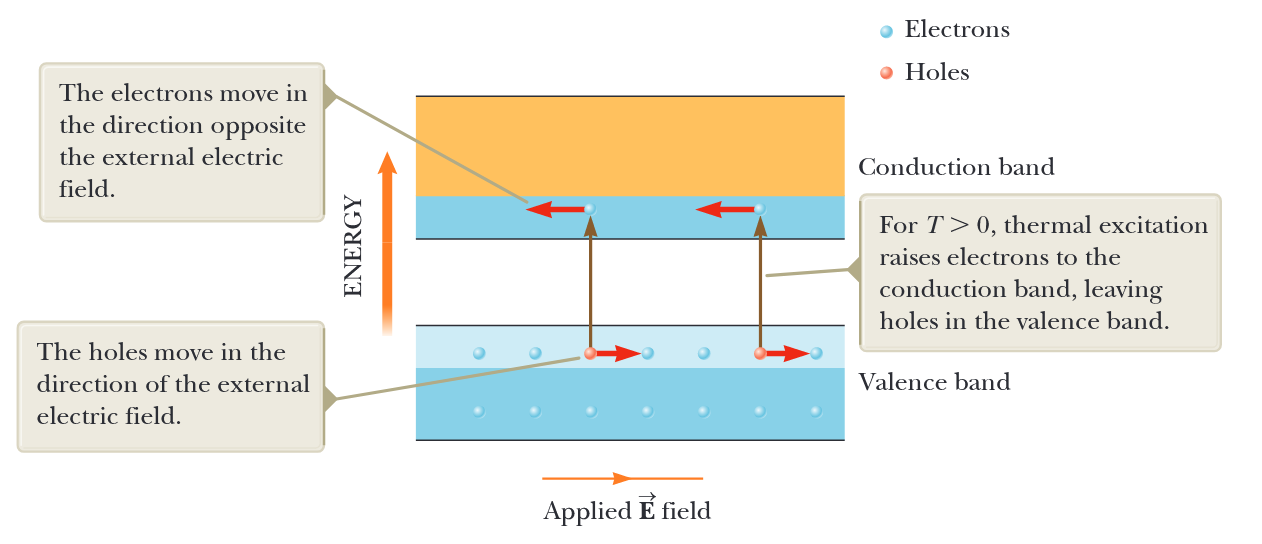 Electrons
Holes
The electrons move in
the direction opposite
the external electric
field.
Conduction band
ENERGY
For T > 0, thermal excitation
raises electrons to the
conduction band, leaving
holes in the valence band.
The holes move in the
direction of the external
electric field.
Valence band
Applied E⃗ field